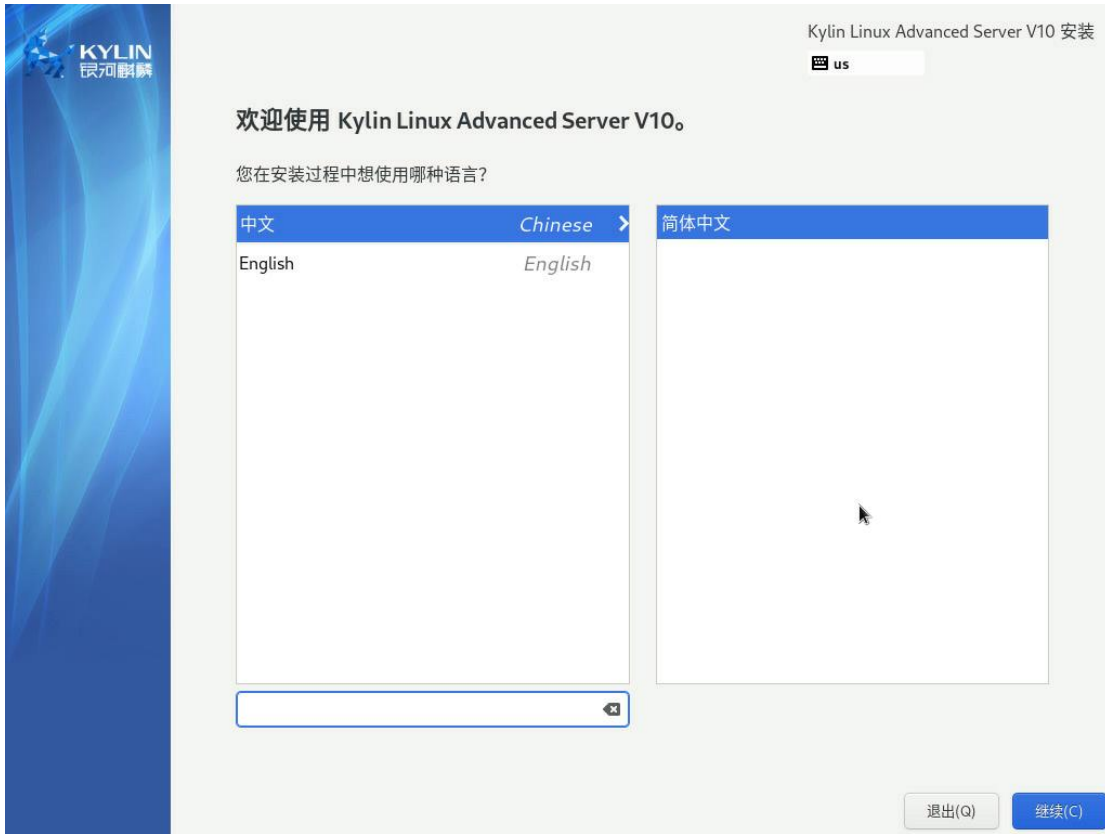 KYLIN
银河麒麟
Kylin Linux Advanced Server V10 安装
us
欢迎使用 Kylin Linux Advanced Server V10。
您在安装过程中想使用哪种语言?
中文 Chinese
简体中文
English English
退出(Q)
继续(C)